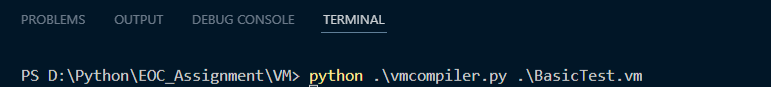 PROBLEMS OUTPUT DEBUG CONSOLE TERMINAL
PS D:\Python\EOC_Assignment\VM> python .\vmcompiler.py .\BasicTest.vm